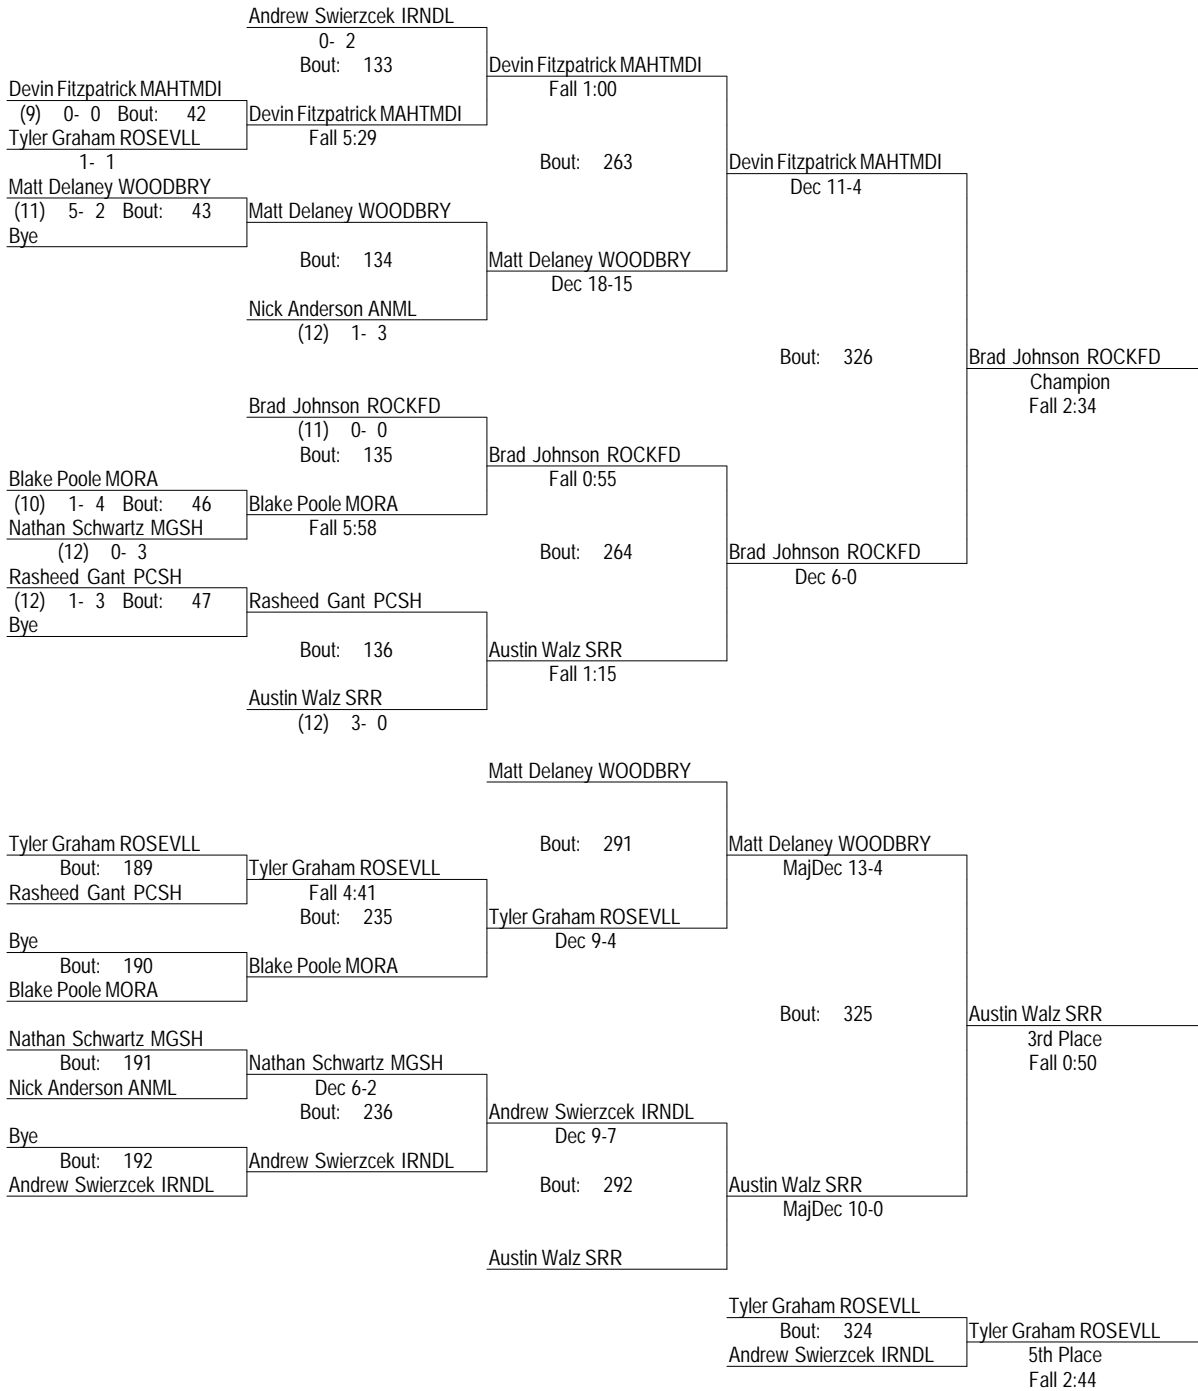 Andrew Swierzcek IRNDL
0- 2
Bout: 133
Devin Fitzpatrick MAHTMDI
Fall 1:00
Devin Fitzpatrick MAHTMDI
(9) 0- 0 Bout: 42
Devin Fitzpatrick MAHTMDI
Tyler Graham ROSEVLL
Fall 5:29
1- 1
Bout: 263
Devin Fitzpatrick MAHTMDI
Dec 11-4
Matt Delaney WOODBRY
(11) 5- 2 Bout: 43
Matt Delaney WOODBRY
Bye
Bout: 134
Matt Delaney WOODBRY
Dec 18-15
Nick Anderson ANML
(12) 1- 3
Bout: 326
Brad Johnson ROCKFD
Champion
Fall 2:34
Brad Johnson ROCKFD
(11) 0- 0
Bout: 135
Brad Johnson ROCKFD
Fall 0:55
Blake Poole MORA
(10) 1- 4 Bout: 46
Blake Poole MORA
Nathan Schwartz MGSH
Fall 5:58
(12) 0- 3
Bout: 264
Brad Johnson ROCKFD
Dec 6-0
Rasheed Gant PCSH
(12) 1- 3 Bout: 47
Rasheed Gant PCSH
Bye
Bout: 136
Austin Walz SRR
Fall 1:15
Austin Walz SRR
(12) 3- 0
Matt Delaney WOODBRY
Tyler Graham ROSEVLL
Bout: 291
Matt Delaney WOODBRY
MajDec 13-4
Bout: 189
Tyler Graham ROSEVLL
Rasheed Gant PCSH
Fall 4:41
Bout: 235
Tyler Graham ROSEVLL
Dec 9-4
Bye
Bout: 190
Blake Poole MORA
Blake Poole MORA
Bout: 325
Austin Walz SRR
3rd Place
Fall 0:50
Nathan Schwartz MGSH
Bout: 191
Nathan Schwartz MGSH
Nick Anderson ANML
Dec 6-2
Bout: 236
Andrew Swierzcek IRNDL
Dec 9-7
Bye
Bout: 192
Andrew Swierzcek IRNDL
Andrew Swierzcek IRNDL
Bout: 292
Austin Walz SRR
MajDec 10-0
Austin Walz SRR
Tyler Graham ROSEVLL
Bout: 324
Tyler Graham ROSEVLL
Andrew Swierzcek IRNDL
5th Place
Fall 2:44